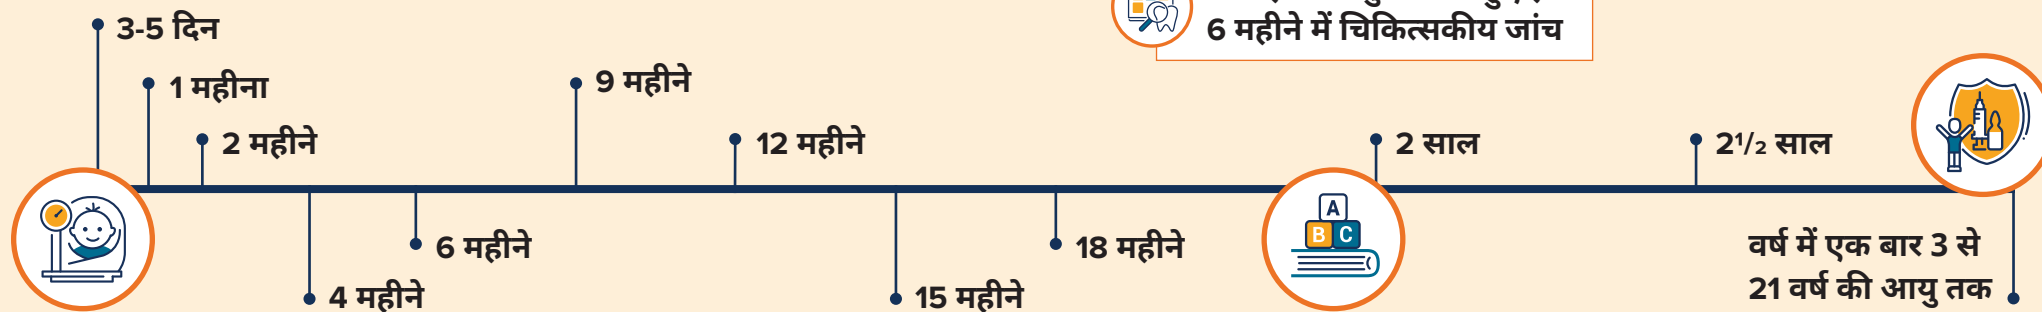 6 महीने में चिकित्सकीय जांच
3-5 दिन
1 महीना
2 महीने
4 महीने
6 महीने
9 महीने
12 महीने
15 महीने
18 महीने
A
B C
2 साल
2¹/₂ साल
वर्ष में एक बार 3 से
21 वर्ष की आयु तक